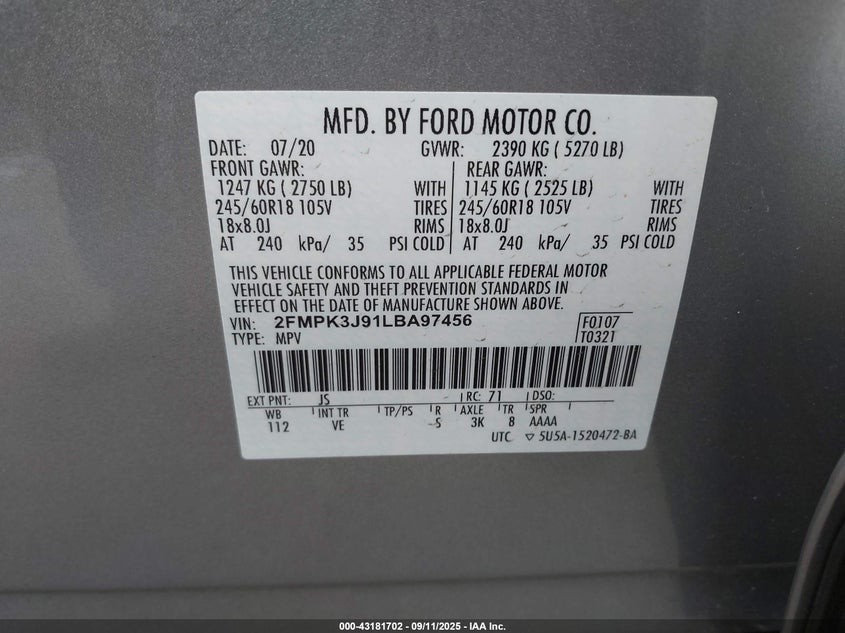 MFD. BY FORD MOTOR CO.
DATE: 07/20 GVWR: 2390 KG ( 5270 LB)
FRONT GAWR: REAR GAWR:
1247 KG ( 2750 LB) WITH 1145 KG ( 2525 LB) WITH
245/60R18 105V TIRES 245/60R18 105V TIRES
18x8.0J RIMS 18x8.0J RIMS
AT 240 kPa/ 35 PSI COLD AT 240 kPa/ 35 PSI COLD
THIS VEHICLE CONFORMS TO ALL APPLICABLE FEDERAL MOTOR
VEHICLE SAFETY AND THEFT PREVENTION STANDARDS IN
EFFECT ON THE DATE OF MANUFACTURE SHOWN ABOVE.
VIN: 2FMPK3J91LBA97456 F0107
TYPE: MPV T0321
EXT PNT: JS RC: 71 DSO:
WB INT TR TP/PS R AXLE TR SPR
112 VE 5 3K 8 AAAA
UTC ▽ 5U5A-1520472-BA
000-43181702 - 09/11/2025 - IAA Inc.